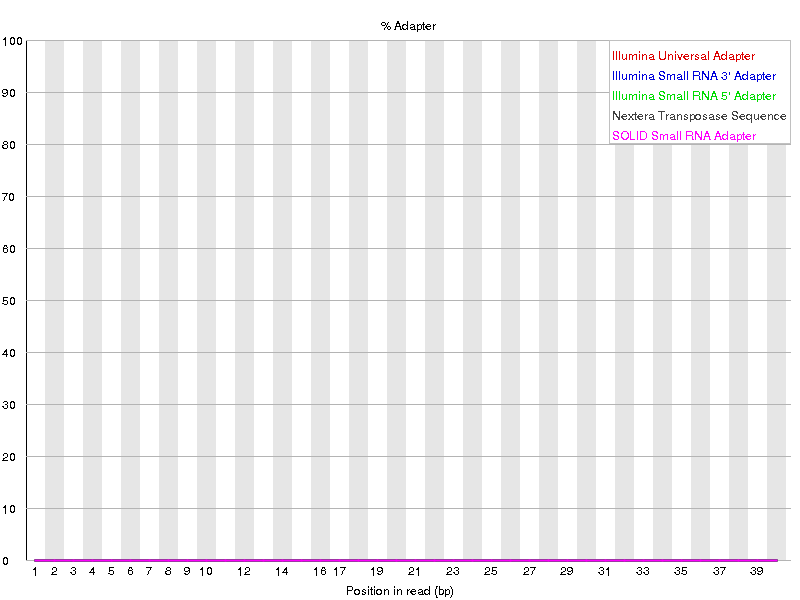 % Adapter
100
90
80
70
60
50
40
30
20
10
0
Illumina Universal Adapter
Illumina Small RNA 3' Adapter
Illumina Small RNA 5' Adapter
Nextera Transposase Sequence
SOLID Small RNA Adapter
1 2 3 4 5 6 7 8 9 10 12 14 16 17 19 21 23 25 27 29 31 33 35 37 39
Position in read (bp)